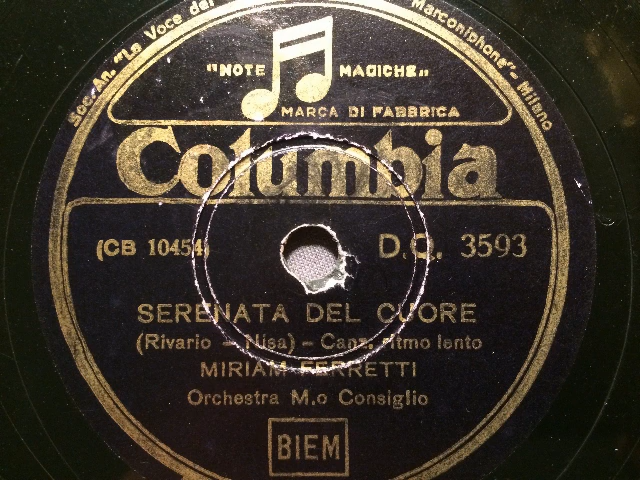 Soc. An. "La Voce del
Marconiphone" - Milano
"NOTE MAGICHE"
MARCA DI FABBRICA
Columbia
(CB 10454) D.Q. 3593
SERENATA DEL CUORE
(Rivario - Nisa) - Canz. ritmo lento
MIRIAM FERRETTI
Orchestra M.o Consiglio
BIEM